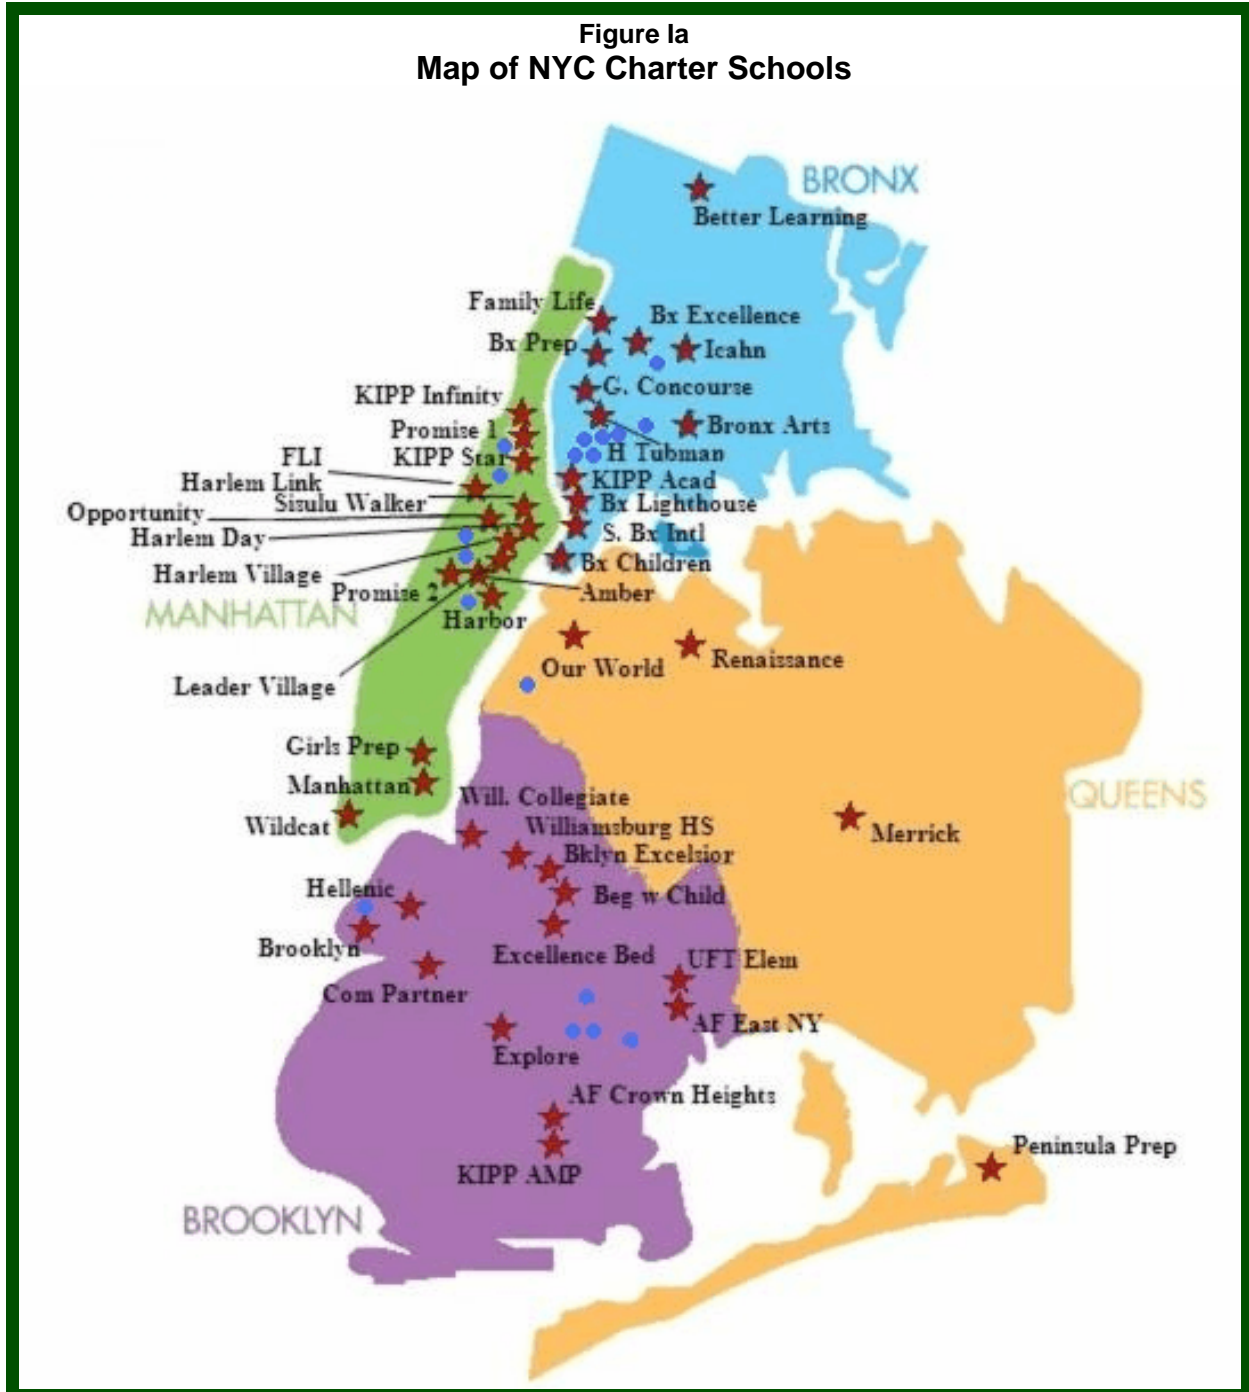 Figure Ia
Map of NYC Charter Schools
BRONX
Better Learning
Family Life
Bx Excellence
Bx Prep
Icahn
G. Concourse
KIPP Infinity
Promise 1
Bronx Arts
FLI
KIPP Star
H Tubman
Harlem Link
KIPP Acad
Sisulu Walker
Bx Lighthouse
Opportunity
Harlem Day
S. Bx Intl
Bx Children
Harlem Village
Promise 2
Amber
MANHATTAN
Harbor
Our World
Renaissance
Leader Village
Girls Prep
Manhattan
Will. Collegiate
QUEENS
Wildcat
Williamsburg HS
Merrick
Bklyn Excelsior
Hellenic
Beg w Child
Brooklyn
Excellence Bed
UFT Elem
Com Partner
AF East NY
Explore
AF Crown Heights
Peninsula Prep
KIPP AMP
BROOKLYN